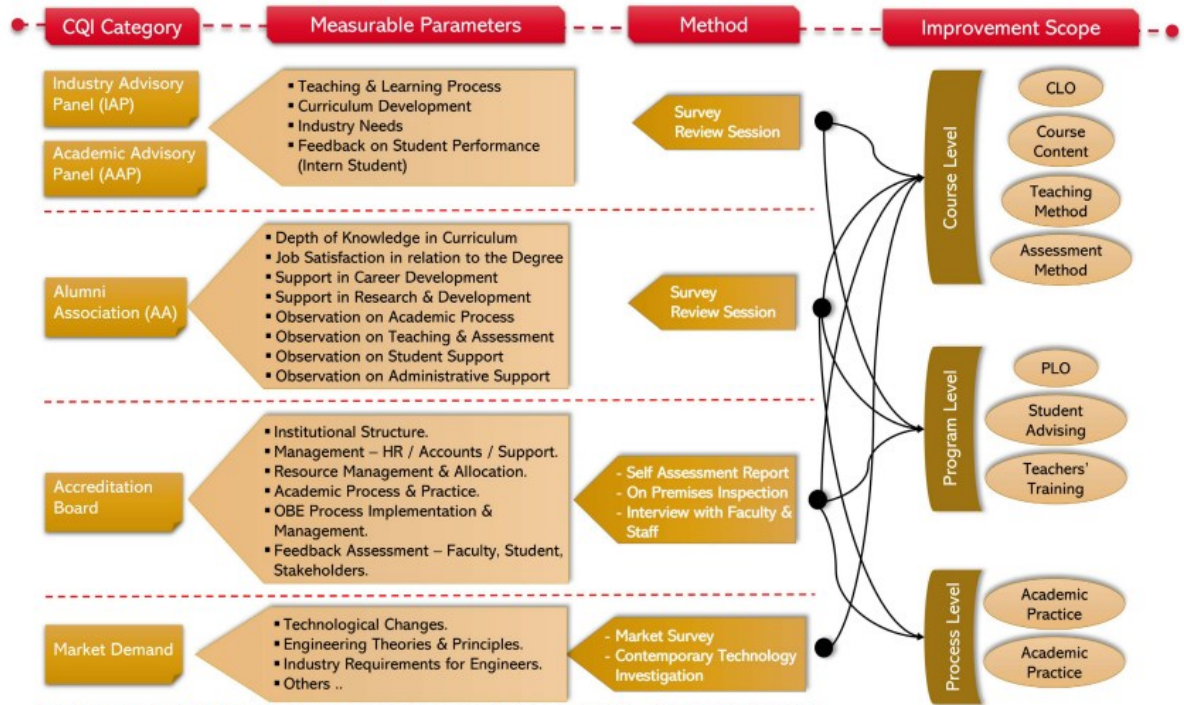 CQI Category
Measurable Parameters
Method
Improvement Scope
Industry Advisory
Panel (IAP)
Academic Advisory
Panel (AAP)
▪ Teaching & Learning Process
▪ Curriculum Development
▪ Industry Needs
▪ Feedback on Student Performance
(Intern Student)
Survey
Review Session
Alumni
Association (AA)
▪ Depth of Knowledge in Curriculum
▪ Job Satisfaction in relation to the Degree
▪ Support in Career Development
▪ Support in Research & Development
▪ Observation on Academic Process
▪ Observation on Teaching & Assessment
▪ Observation on Student Support
▪ Observation on Administrative Support
Survey
Review Session
Accreditation
Board
▪ Institutional Structure.
▪ Management – HR / Accounts / Support.
▪ Resource Management & Allocation.
▪ Academic Process & Practice.
▪ OBE Process Implementation &
Management.
▪ Feedback Assessment – Faculty, Student,
Stakeholders.
- Self Assessment Report
- On Premises Inspection
- Interview with Faculty &
Staff
Market Demand
▪ Technological Changes.
▪ Engineering Theories & Principles.
▪ Industry Requirements for Engineers.
▪ Others ..
- Market Survey
- Contemporary Technology
Investigation
Course Level
CLO
Course
Content
Teaching
Method
Assessment
Method
Program Level
PLO
Student
Advising
Teachers'
Training
Process Level
Academic
Practice
Academic
Practice